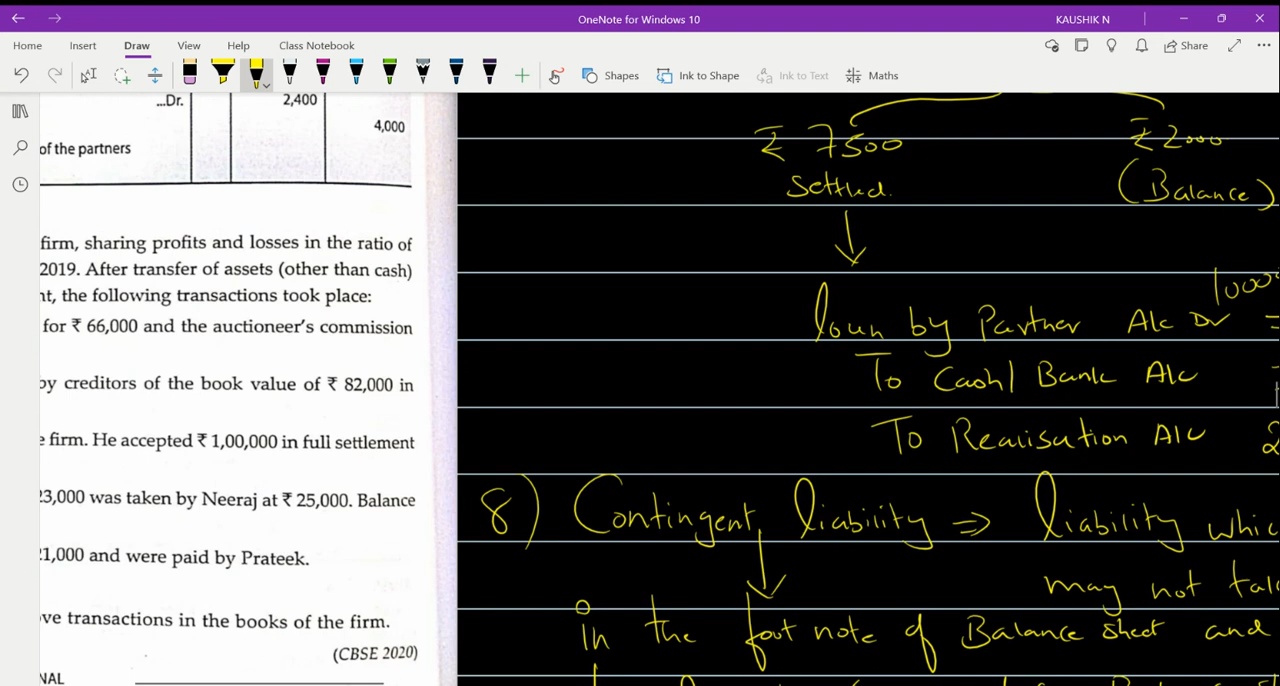 OneNote for Windows 10
KAUSHIK N
Home Insert Draw View Help Class Notebook
Share
Shapes Ink to Shape Ink to Text Maths
...Dr. 2,400
4,000
of the partners
firm, sharing profits and losses in the ratio of
2019. After transfer of assets (other than cash)
nt, the following transactions took place:
for ₹ 66,000 and the auctioneer's commission
by creditors of the book value of ₹ 82,000 in
e firm. He accepted ₹ 1,00,000 in full settlement
23,000 was taken by Neeraj at ₹ 25,000. Balance
1,000 and were paid by Prateek.
ve transactions in the books of the firm.
(CBSE 2020)
NAL
₹ 7500 ₹ 2000
Settled. (Balance)
1000
Loan by Partner A/c Dr
To Cash/ Bank A/c
To Realisation A/c 2
8) Contingent liability ⇒ liability whic
may not tak
In the foot note of Balance sheet and